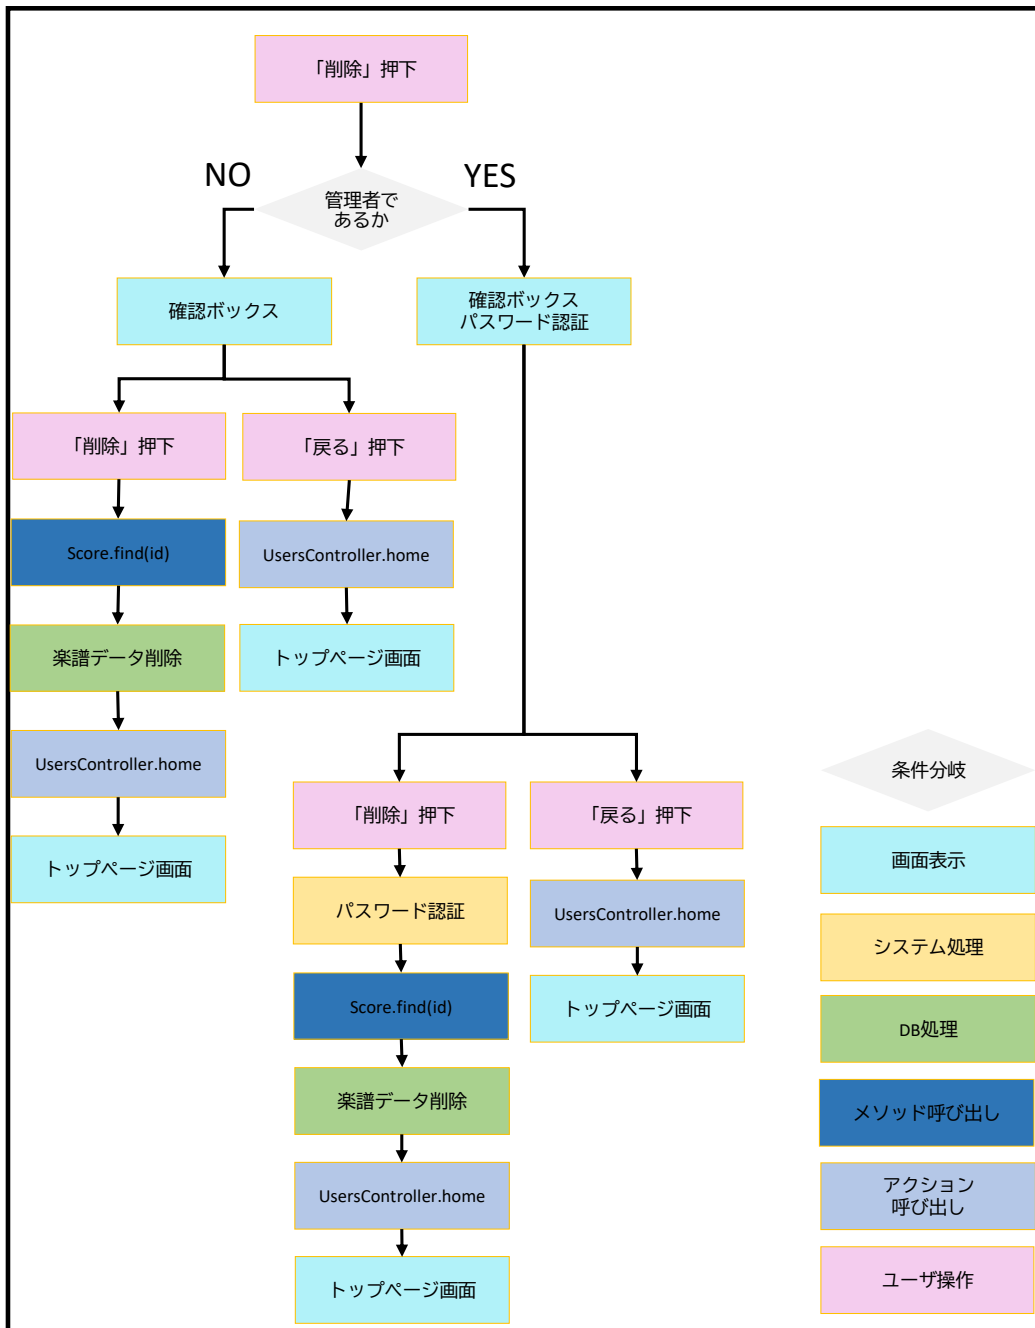 「削除」押下
NO
YES
管理者で
あるか
確認ボックス
確認ボックス
パスワード認証
「削除」押下
「戻る」押下
Score.find(id)
UsersController.home
楽譜データ削除
トップページ画面
UsersController.home
トップページ画面
「削除」押下
「戻る」押下
パスワード認証
UsersController.home
Score.find(id)
トップページ画面
楽譜データ削除
UsersController.home
トップページ画面
条件分岐
画面表示
システム処理
DB処理
メソッド呼び出し
アクション
呼び出し
ユーザ操作